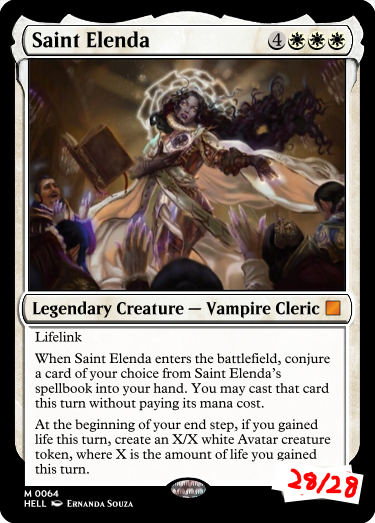 Saint Elenda 4
Legendary Creature — Vampire Cleric
Lifelink
When Saint Elenda enters the battlefield, conjure
a card of your choice from Saint Elenda's
spellbook into your hand. You may cast that card
this turn without paying its mana cost.
At the beginning of your end step, if you gained
life this turn, create an X/X white Avatar creature
token, where X is the amount of life you gained
this turn.
28/28
M 0064
HELL Ernanda Souza